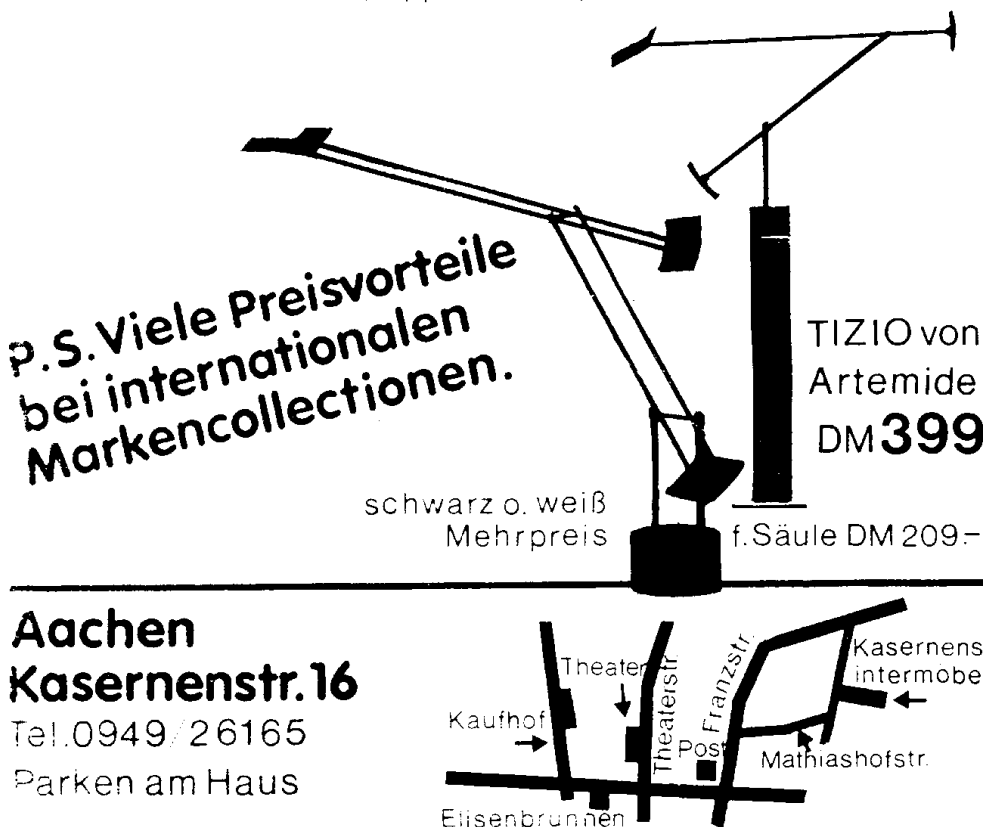 P.S. Viele Preisvorteile
bei internationalen
Markencollectionen.
TIZIO von
Artemide
DM 399
schwarz o. weiß
Mehrpreis
f. Säule DM 209.-
Aachen
Kasernenstr. 16
Tel. 0949/26165
Parken am Haus
Theater
Kaufhof
Theaterstr.
Franzstr.
Post
Kasernens
intermöbe
Mathiashofstr.
Elisenbrunnen